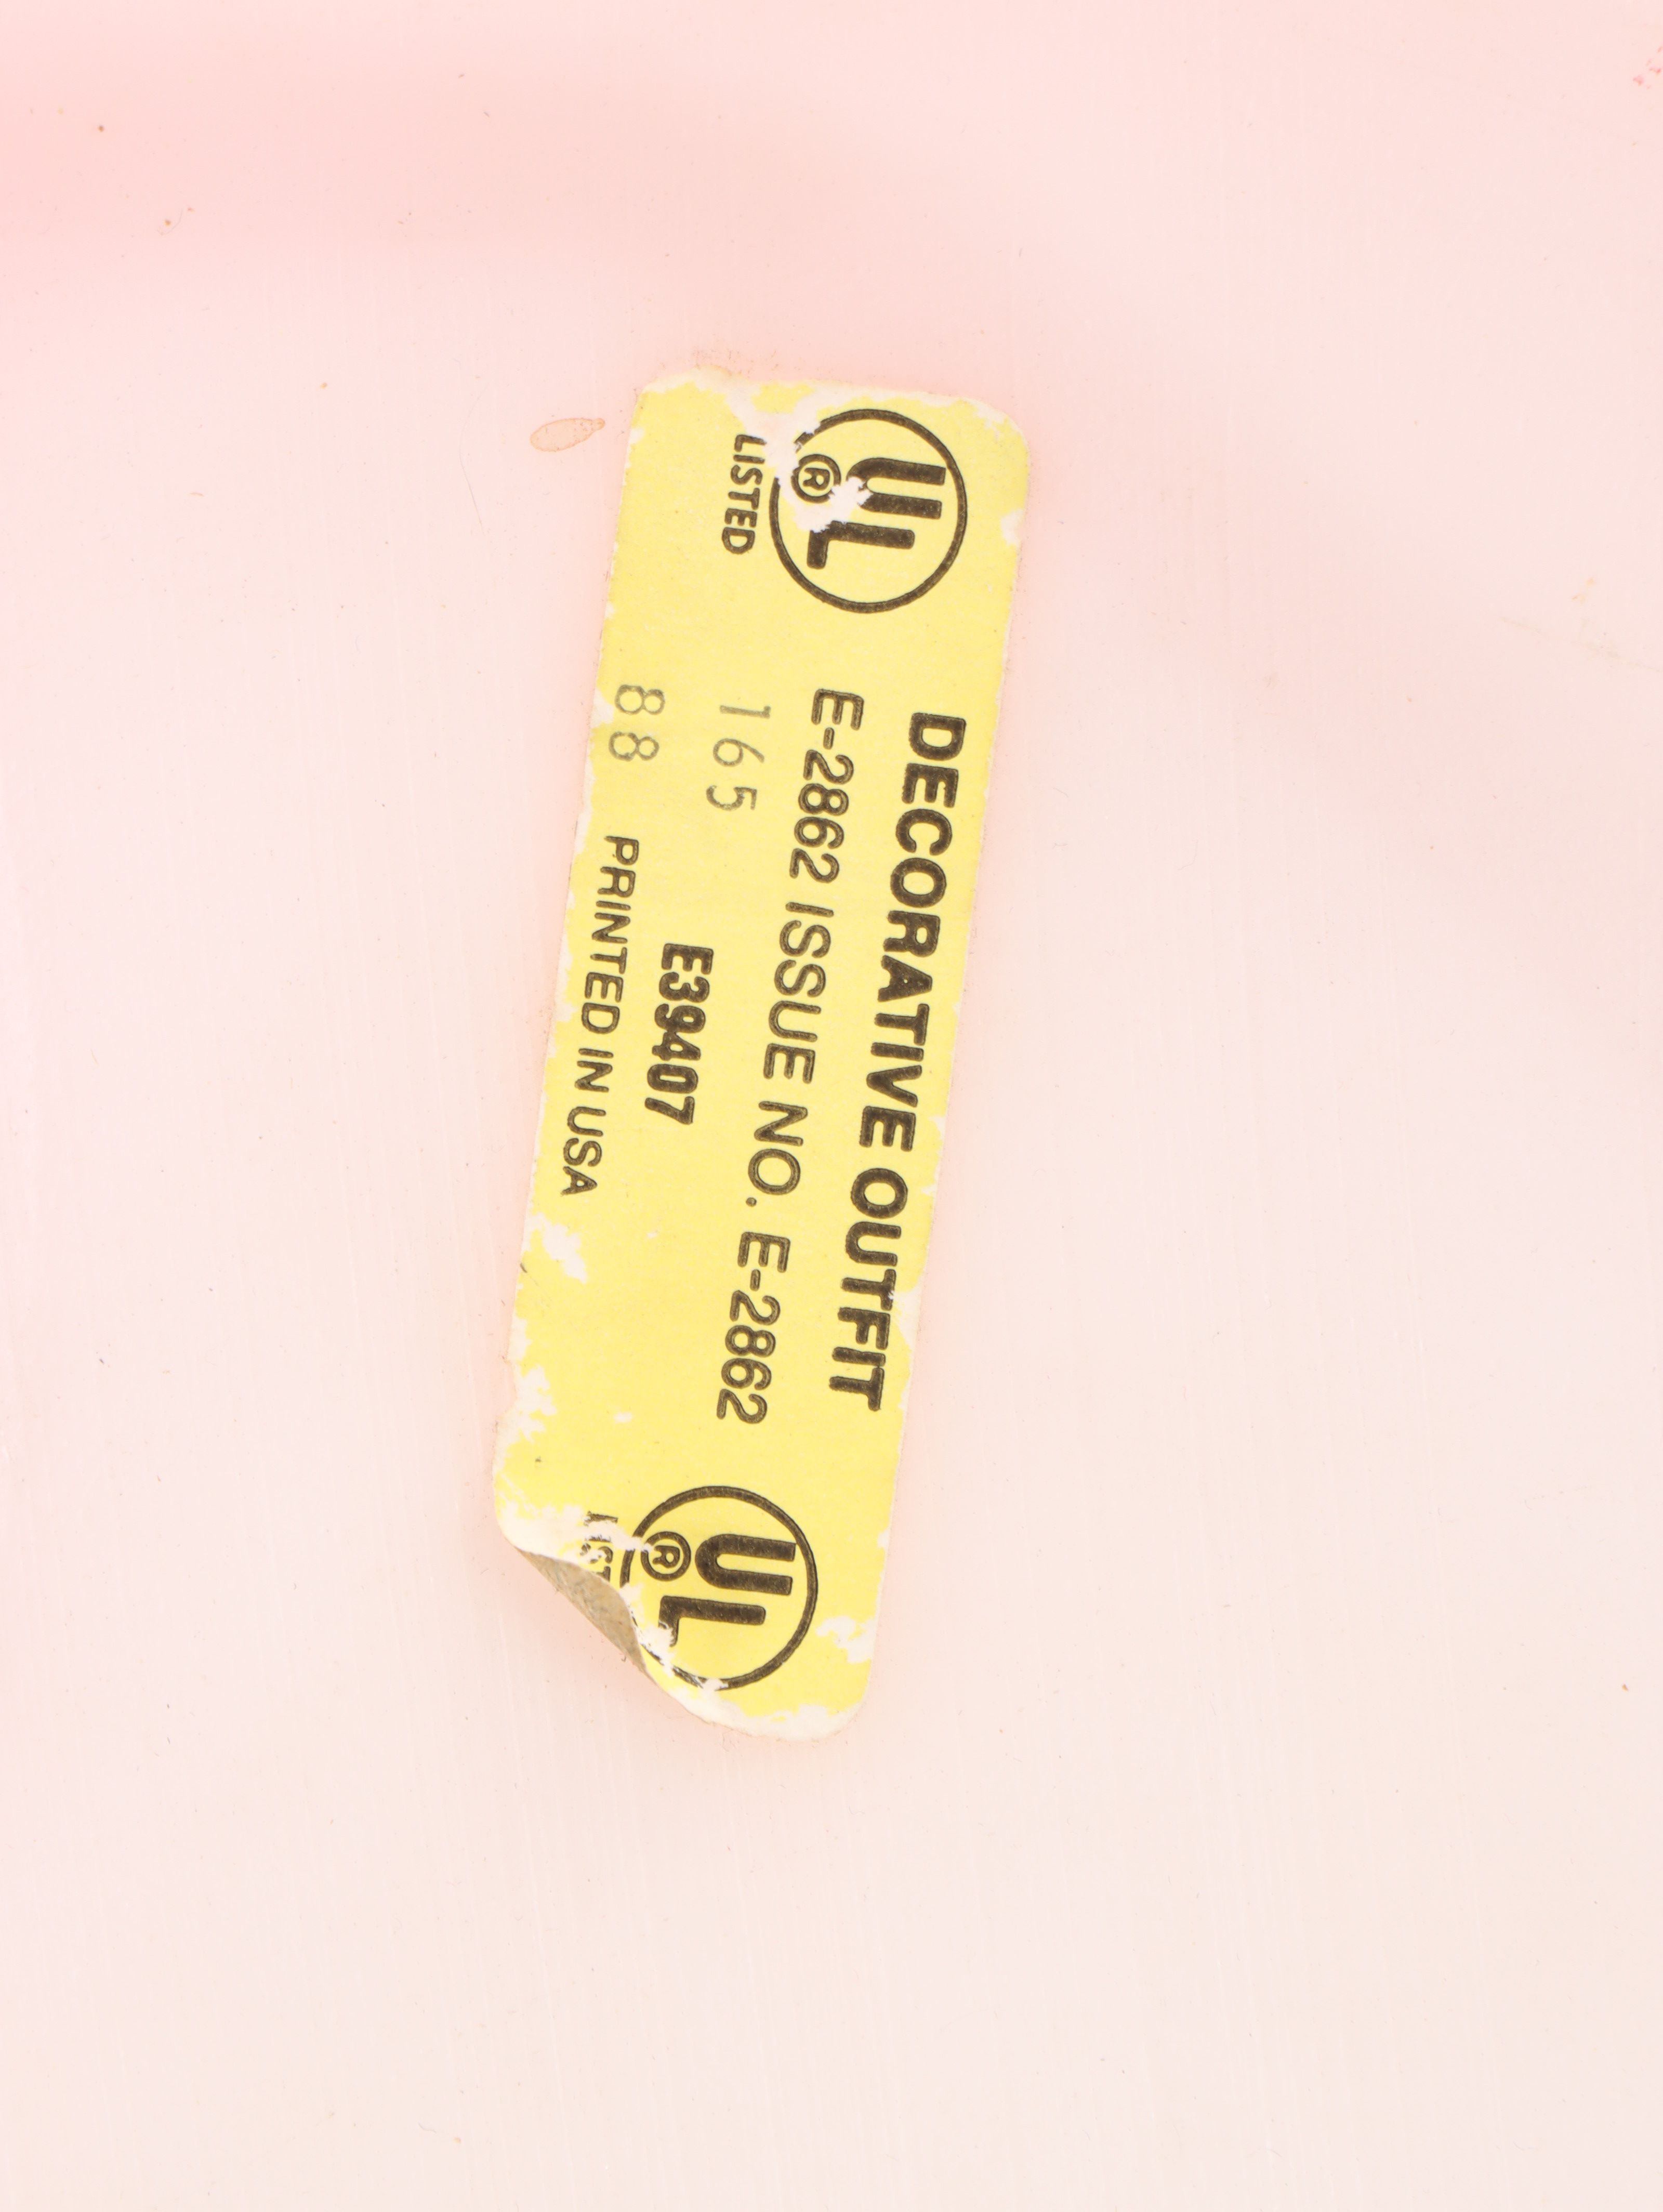 DECORATIVE OUTFIT
E-2862 ISSUE NO. E-2862
165
E39407
88
PRINTED IN USA
UL ®
LISTED
UL ®